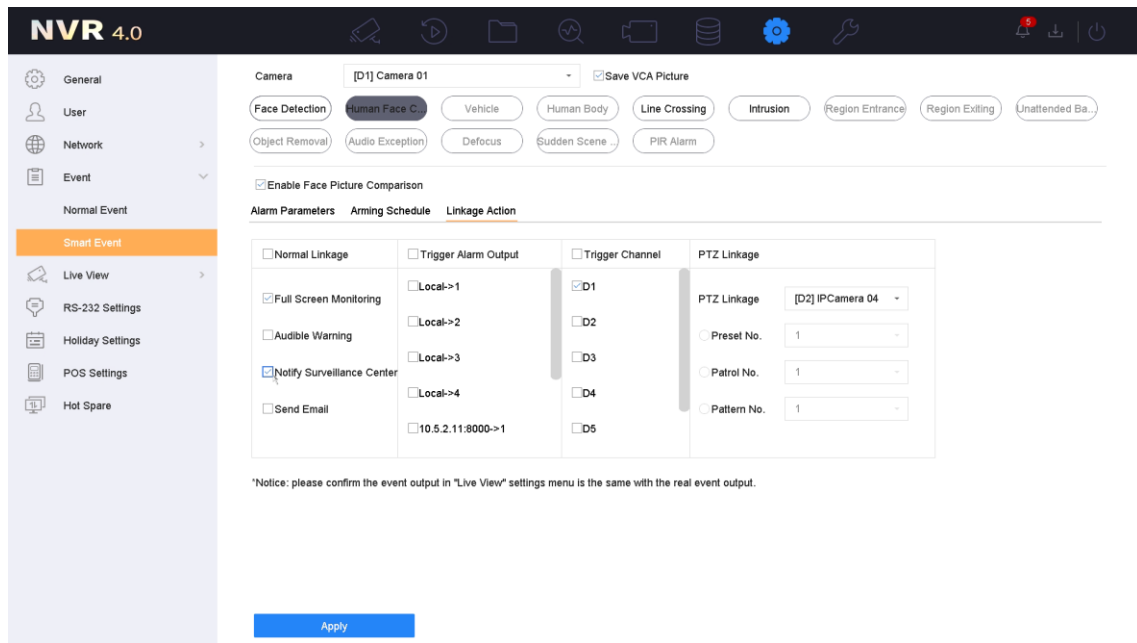 NVR 4.0
5
General
User
Network
Event
Normal Event
Smart Event
Live View
RS-232 Settings
Holiday Settings
POS Settings
Hot Spare
Camera [D1] Camera 01 Save VCA Picture
Face Detection Human Face C... Vehicle Human Body Line Crossing Intrusion Region Entrance Region Exiting Unattended Ba...
Object Removal Audio Exception Defocus Sudden Scene ... PIR Alarm
Enable Face Picture Comparison
Alarm Parameters Arming Schedule Linkage Action
Normal Linkage Trigger Alarm Output Trigger Channel PTZ Linkage
Full Screen Monitoring
Audible Warning
Notify Surveillance Center
Send Email
Local->1
Local->2
Local->3
Local->4
10.5.2.11:8000->1
D1
D2
D3
D4
D5
PTZ Linkage [D2] IPCamera 04
Preset No. 1
Patrol No. 1
Pattern No. 1
*Notice: please confirm the event output in "Live View" settings menu is the same with the real event output.
Apply